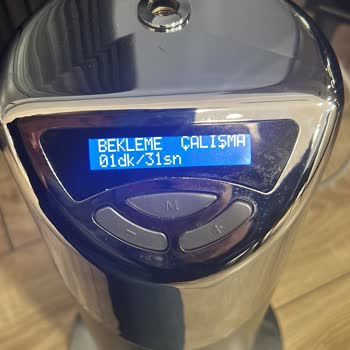 BEKLEME ÇALIŞMA
01dk/31sn
M
- +